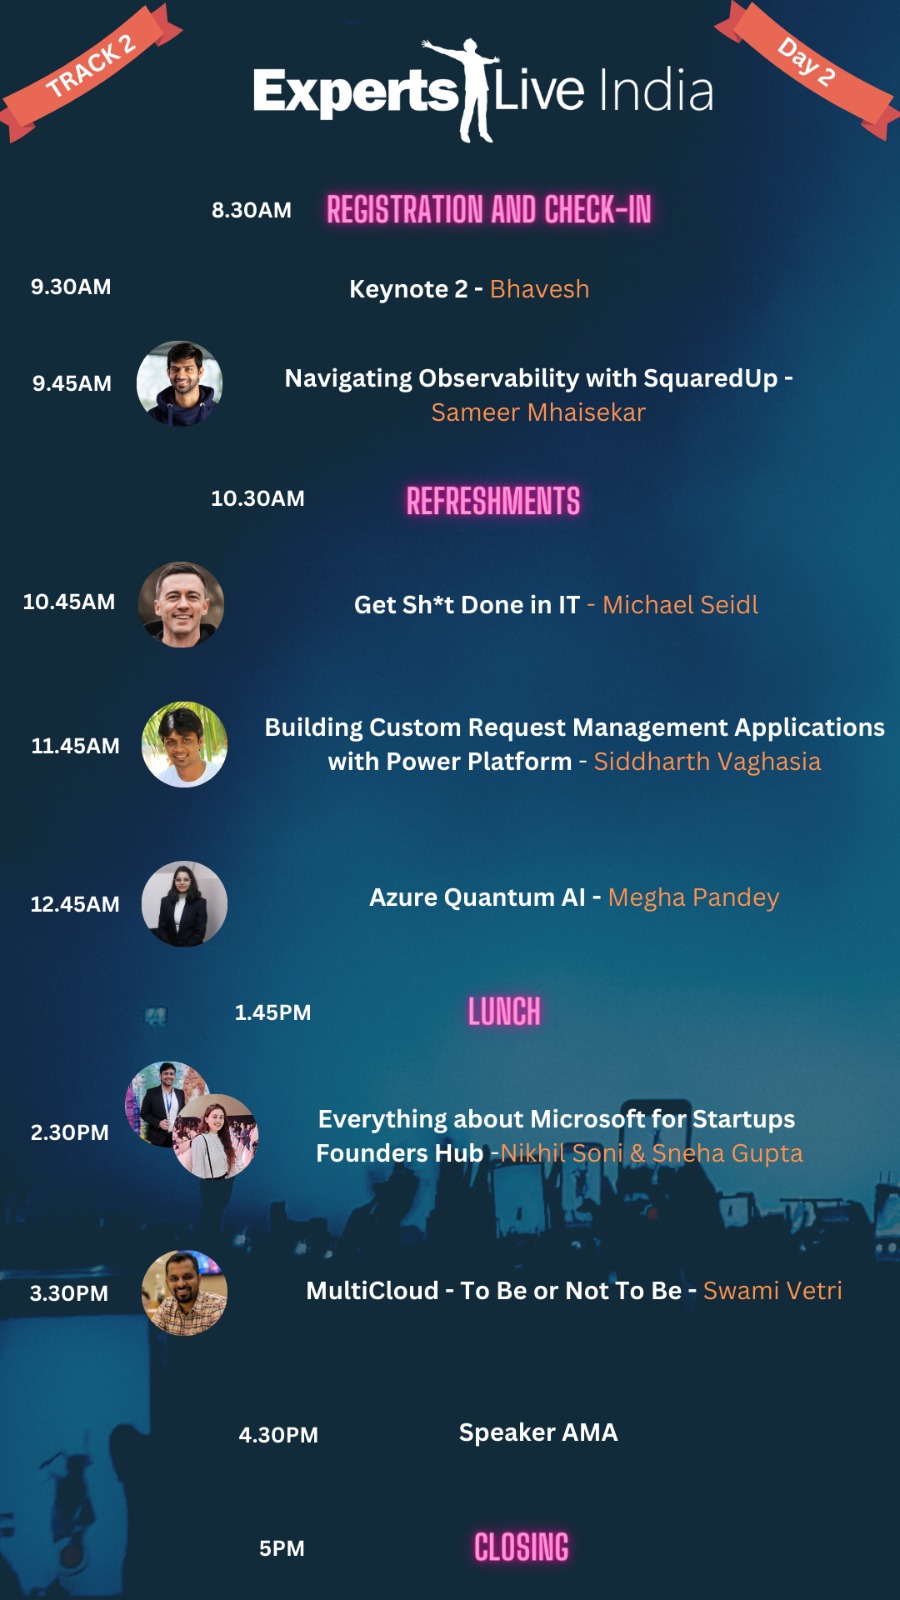 TRACK 2
Day 2
Experts Live India
8.30AM REGISTRATION AND CHECK-IN
9.30AM Keynote 2 - Bhavesh
9.45AM Navigating Observability with SquaredUp -
Sameer Mhaisekar
10.30AM REFRESHMENTS
10.45AM Get Sh*t Done in IT - Michael Seidl
11.45AM Building Custom Request Management Applications
with Power Platform - Siddharth Vaghasia
12.45AM Azure Quantum AI - Megha Pandey
1.45PM LUNCH
2.30PM Everything about Microsoft for Startups
Founders Hub -Nikhil Soni & Sneha Gupta
3.30PM MultiCloud - To Be or Not To Be - Swami Vetri
4.30PM Speaker AMA
5PM CLOSING